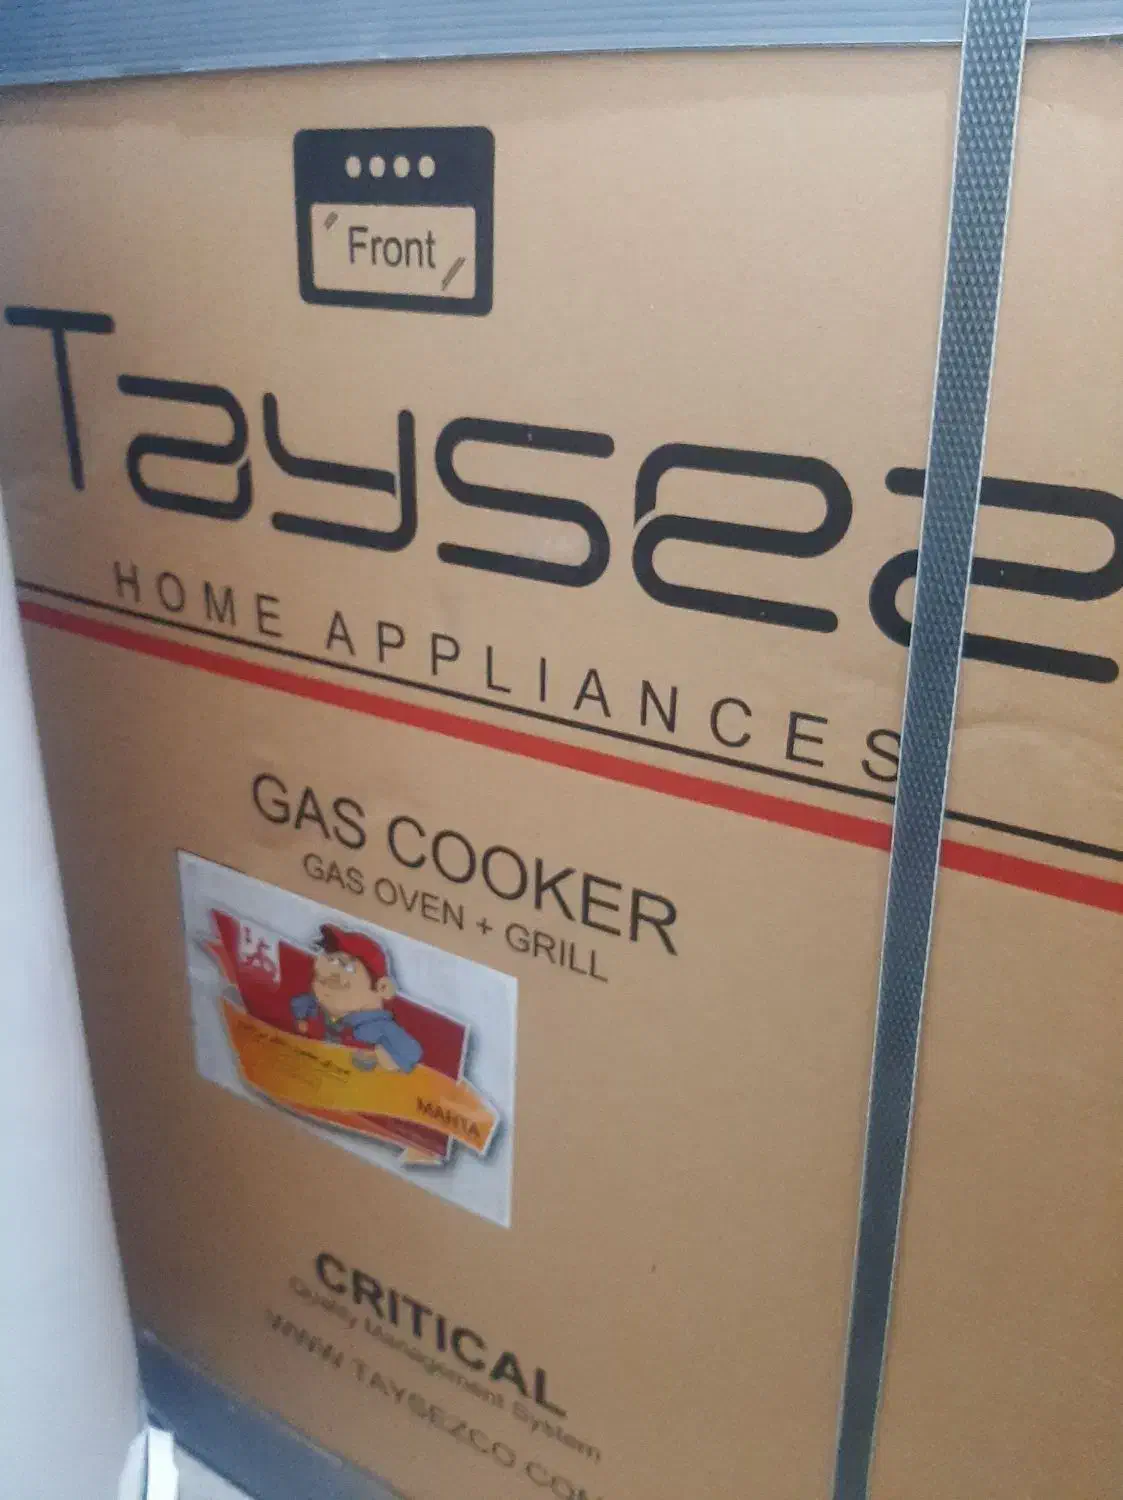 Front
Taysez
HOME APPLIANCES
GAS COOKER
GAS OVEN + GRILL
MAHTA
CRITICAL
Quality Management System
WWW.TAYSEZCO.COM